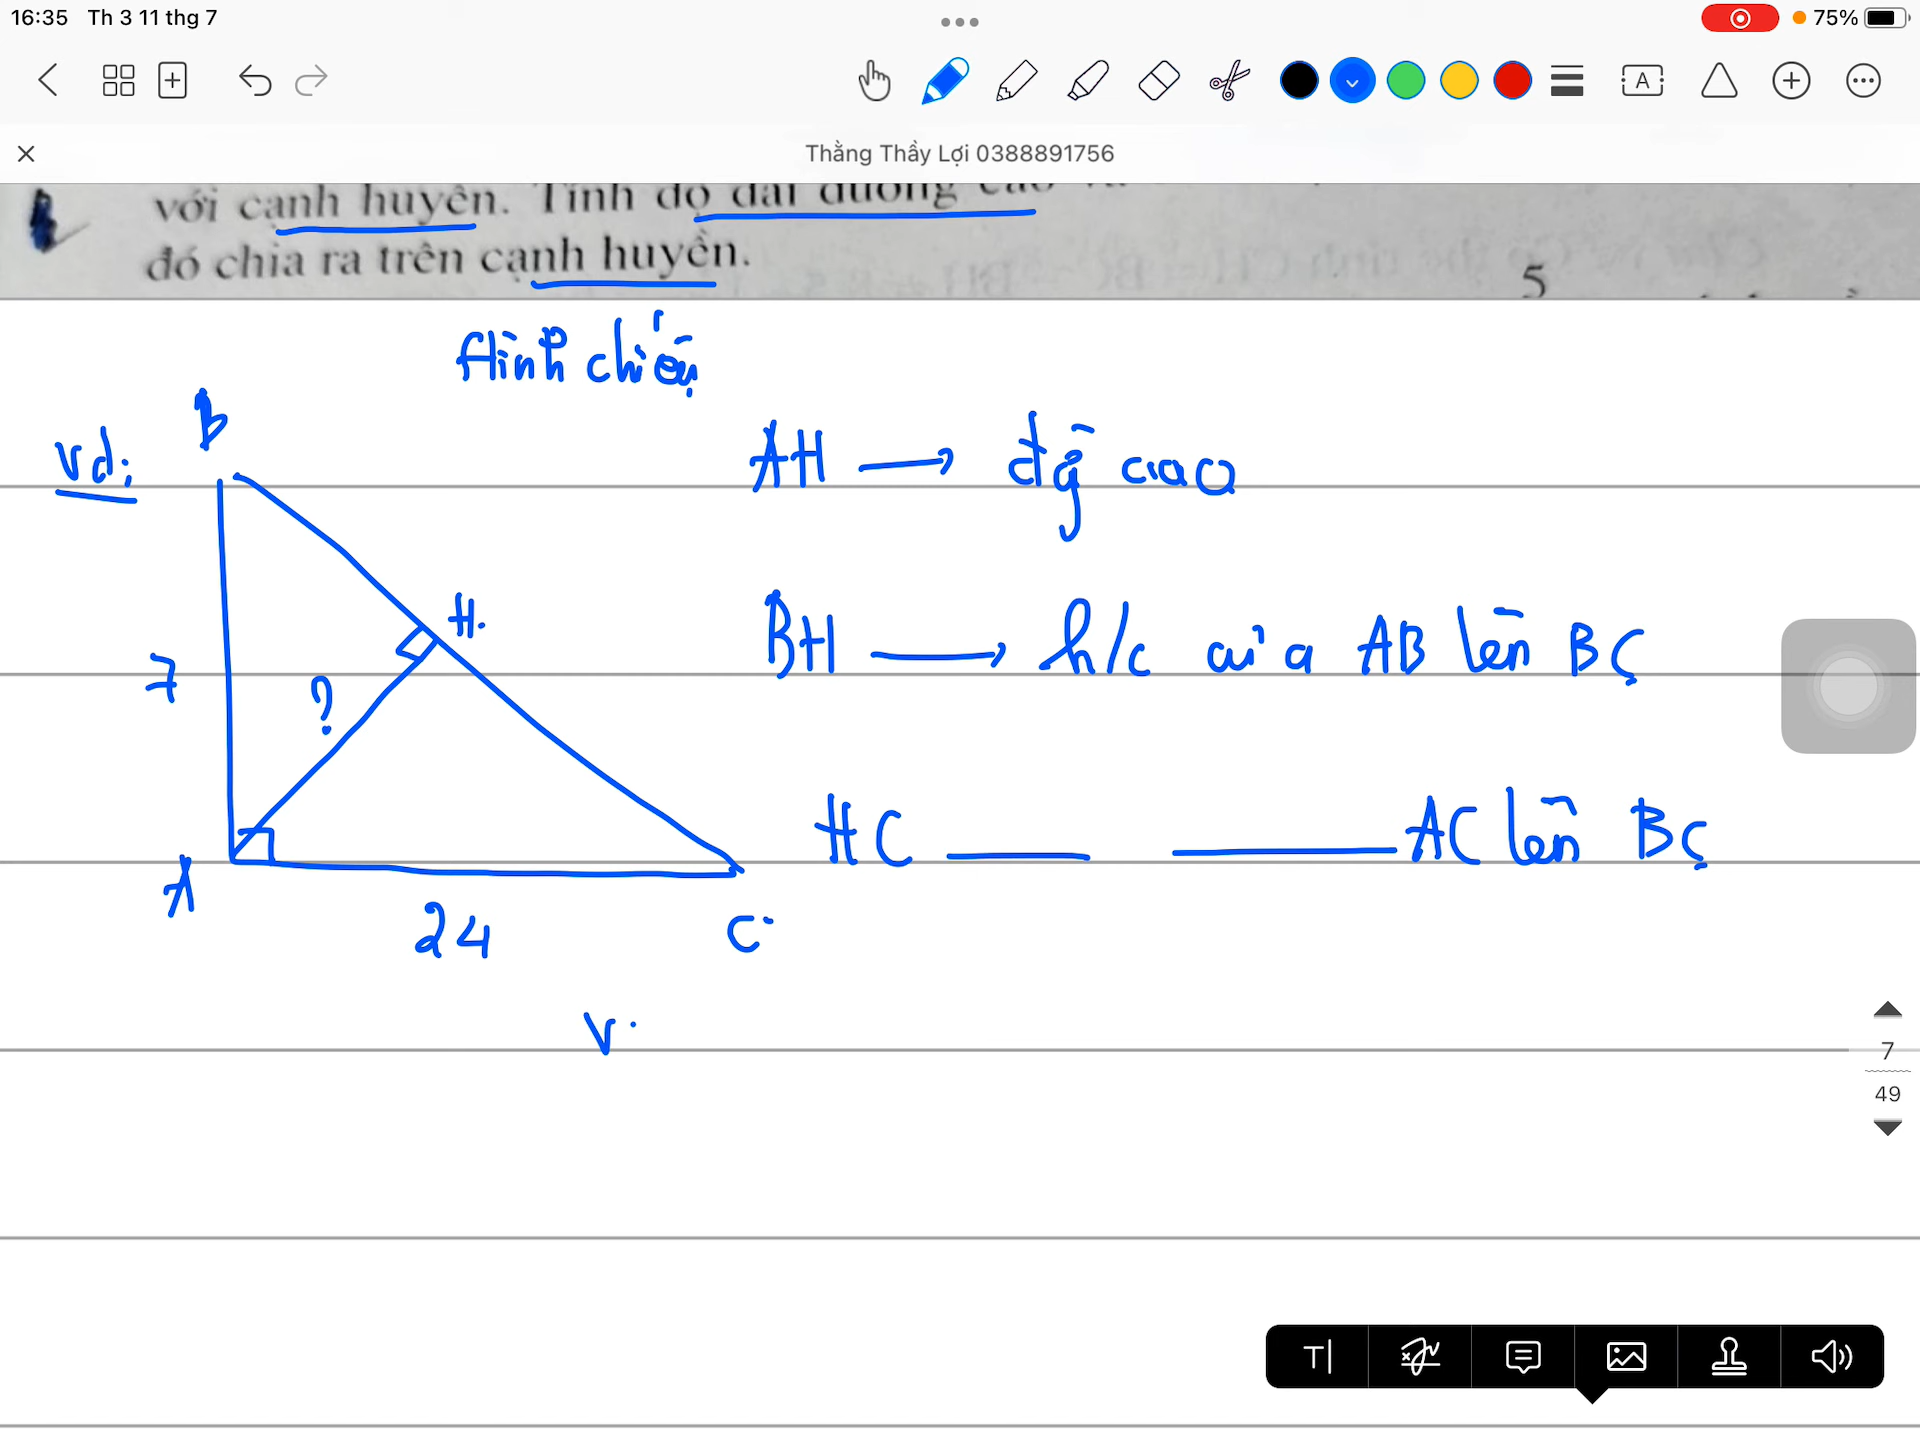 16:35 Th 3 11 thg 7
75%
A
Thằng Thầy Lợi 0388891756
với cạnh huyền. Tính độ dài đường cao
đó chia ra trên cạnh huyền.
5
Hình chiếu
Vd:
B
AH → đg cao
H.
BH → h/c của AB lên BC
7
?
HC — — AC lên BC
A
24
C
V
7
49
T|